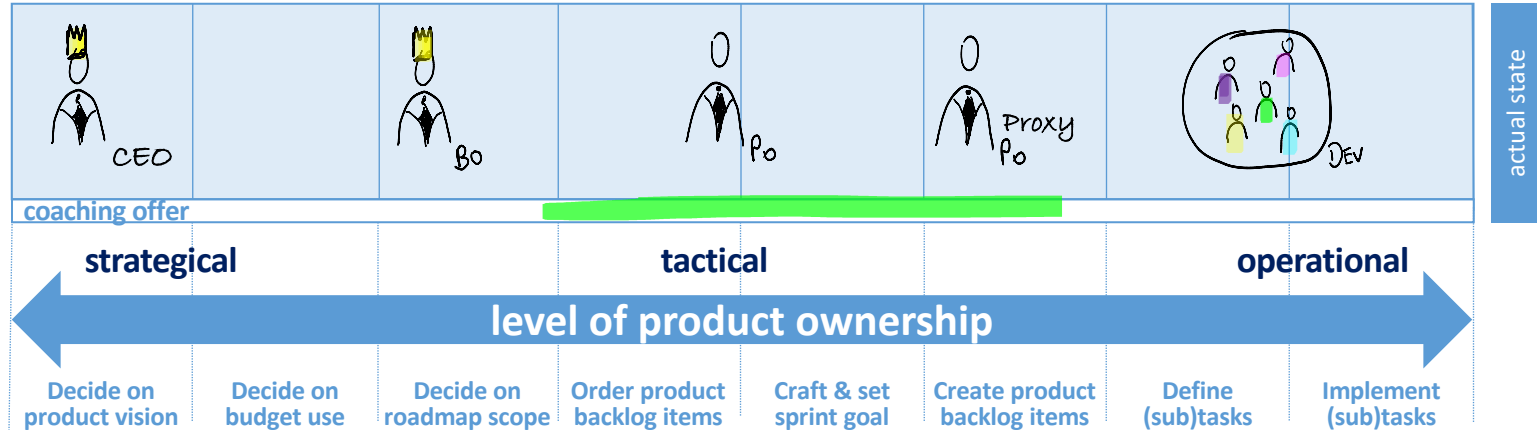 CEO
BO
PO
Proxy
PO
DEV
actual state
coaching offer
strategical
tactical
operational
level of product ownership
Decide on
product vision
Decide on
budget use
Decide on
roadmap scope
Order product
backlog items
Craft & set
sprint goal
Create product
backlog items
Define
(sub)tasks
Implement
(sub)tasks